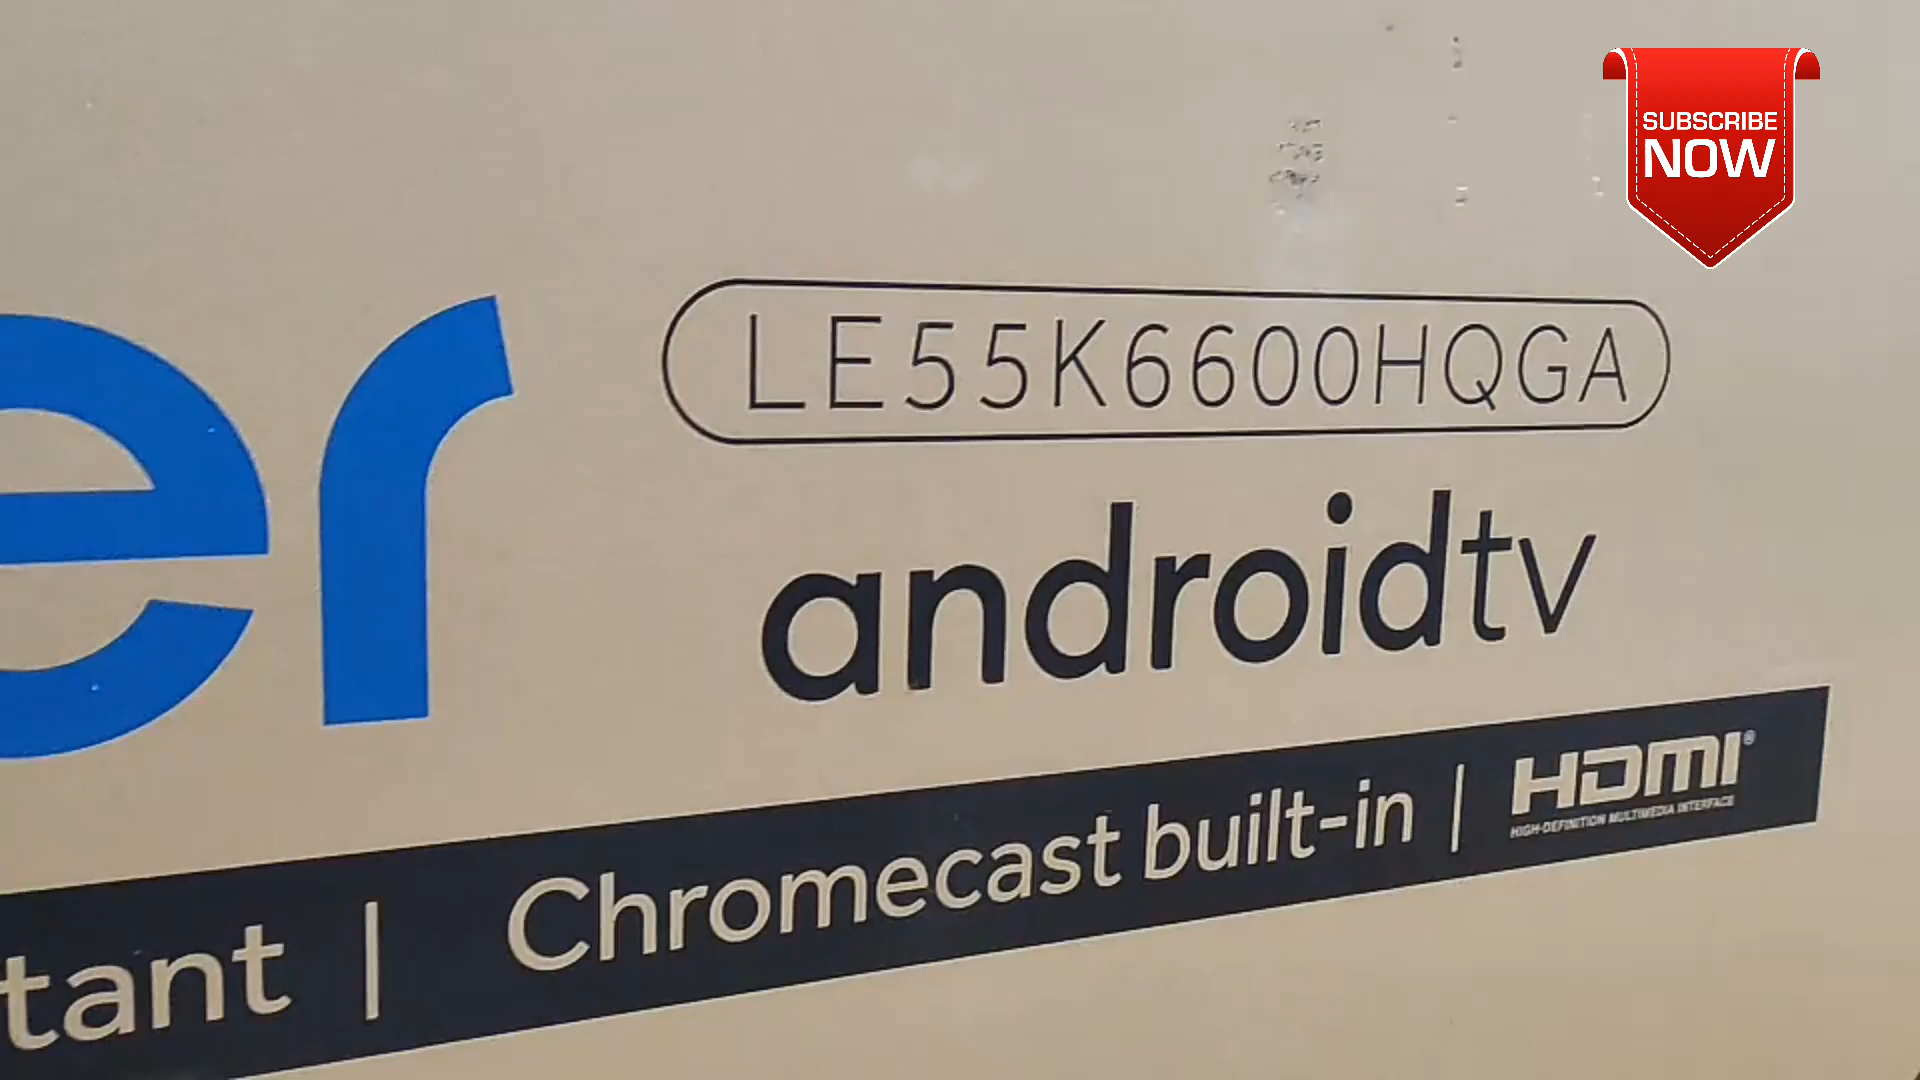 SUBSCRIBE
NOW
LE55K6600HQGA
er
androidtv
tant | Chromecast built-in | HDMI®
HIGH-DEFINITION MULTIMEDIA INTERFACE